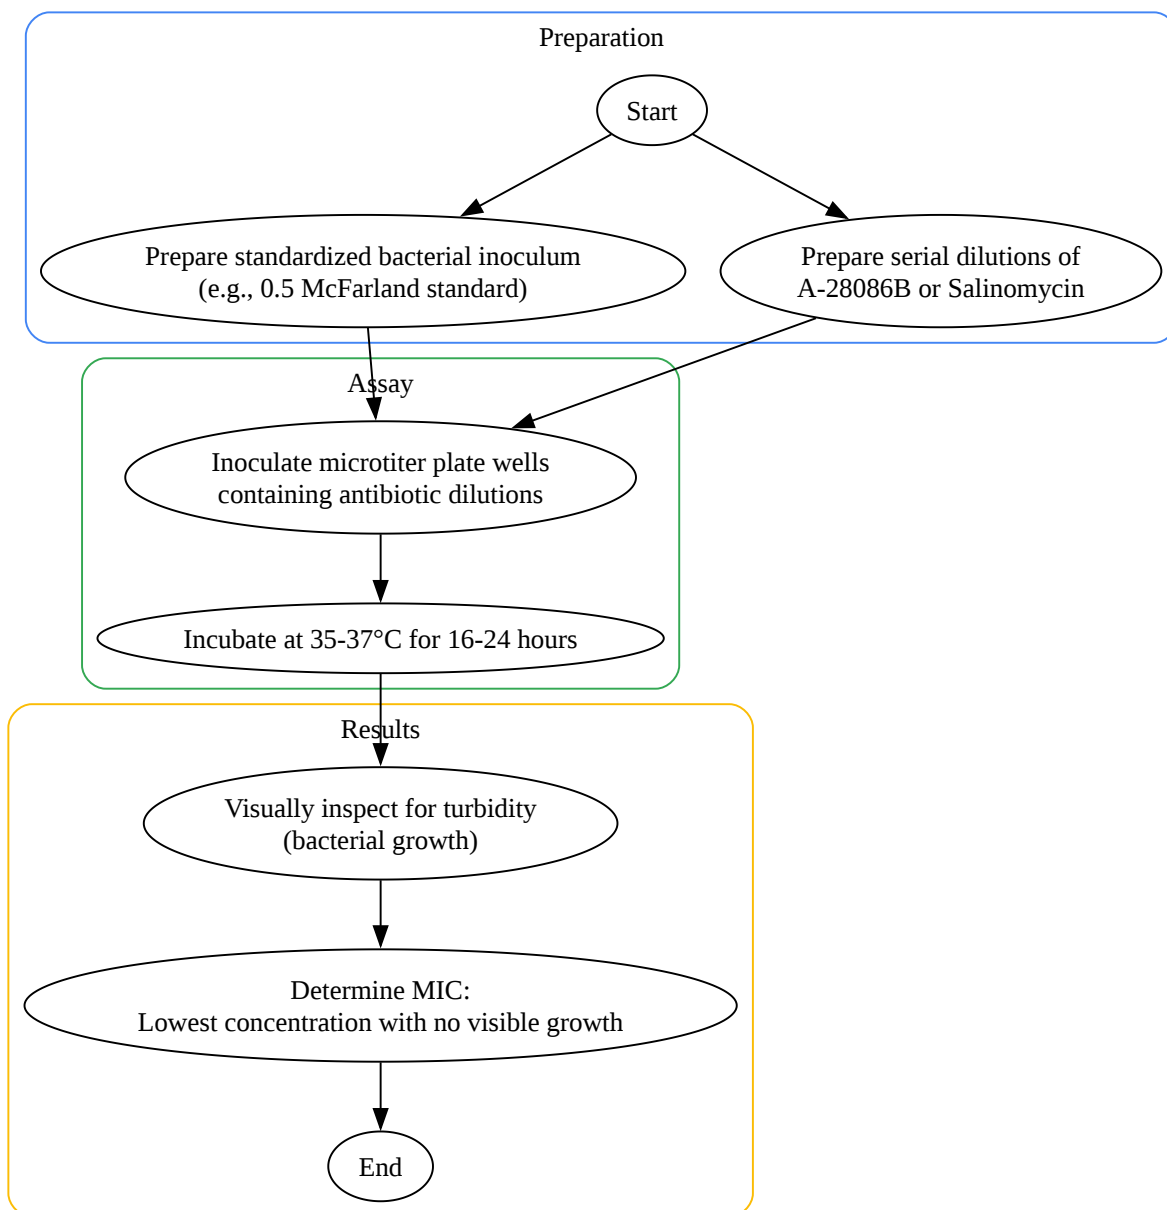 Preparation
Start
Prepare standardized bacterial inoculum
(e.g., 0.5 McFarland standard)
Prepare serial dilutions of
A-28086B or Salinomycin
Assay
Inoculate microtiter plate wells
containing antibiotic dilutions
Incubate at 35-37°C for 16-24 hours
Results
Visually inspect for turbidity
(bacterial growth)
Determine MIC:
Lowest concentration with no visible growth
End